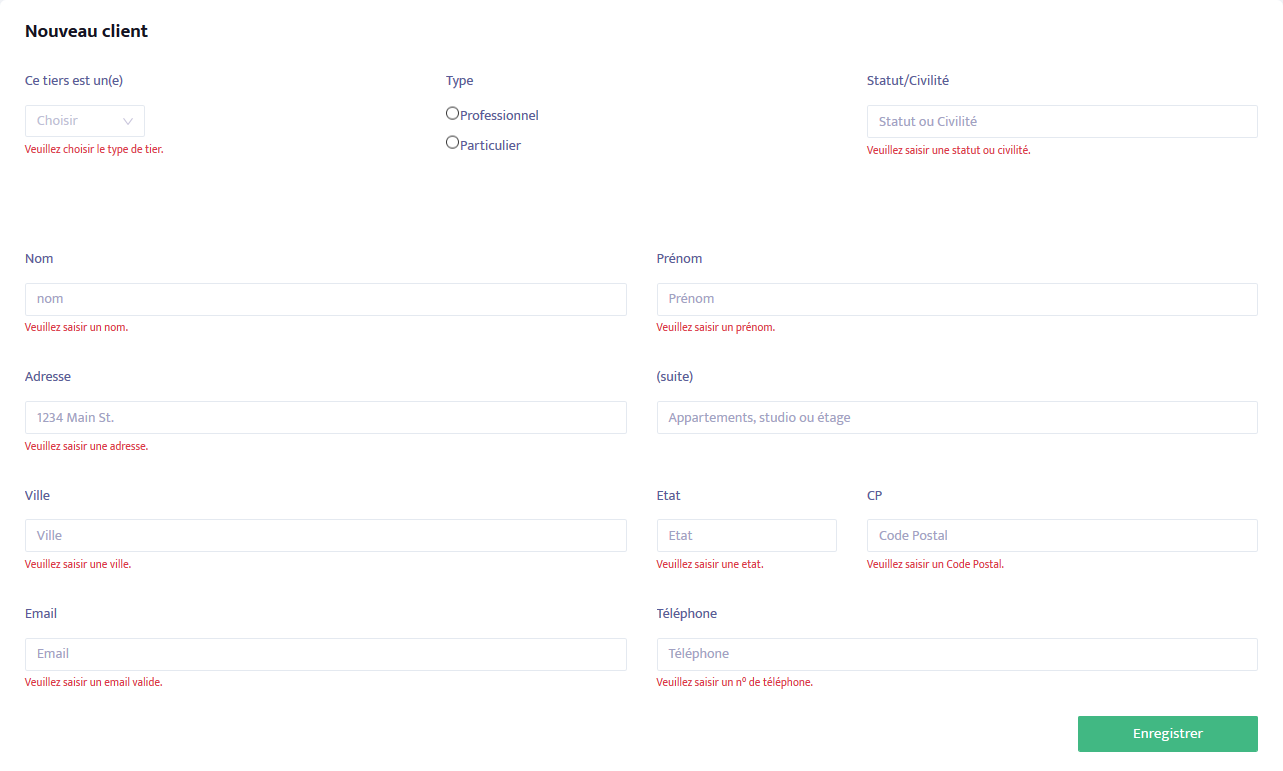 Nouveau client
Ce tiers est un(e)
Type
Statut/Civilité
Choisir
Professionnel
Statut ou Civilité
Veuillez choisir le type de tier.
Particulier
Veuillez saisir une statut ou civilité.
Nom
Prénom
nom
Prénom
Veuillez saisir un nom.
Veuillez saisir un prénom.
Adresse
(suite)
1234 Main St.
Appartements, studio ou étage
Veuillez saisir une adresse.
Ville
Etat
CP
Ville
Etat
Code Postal
Veuillez saisir une ville.
Veuillez saisir une etat.
Veuillez saisir un Code Postal.
Email
Téléphone
Email
Téléphone
Veuillez saisir un email valide.
Veuillez saisir un nº de téléphone.
Enregistrer